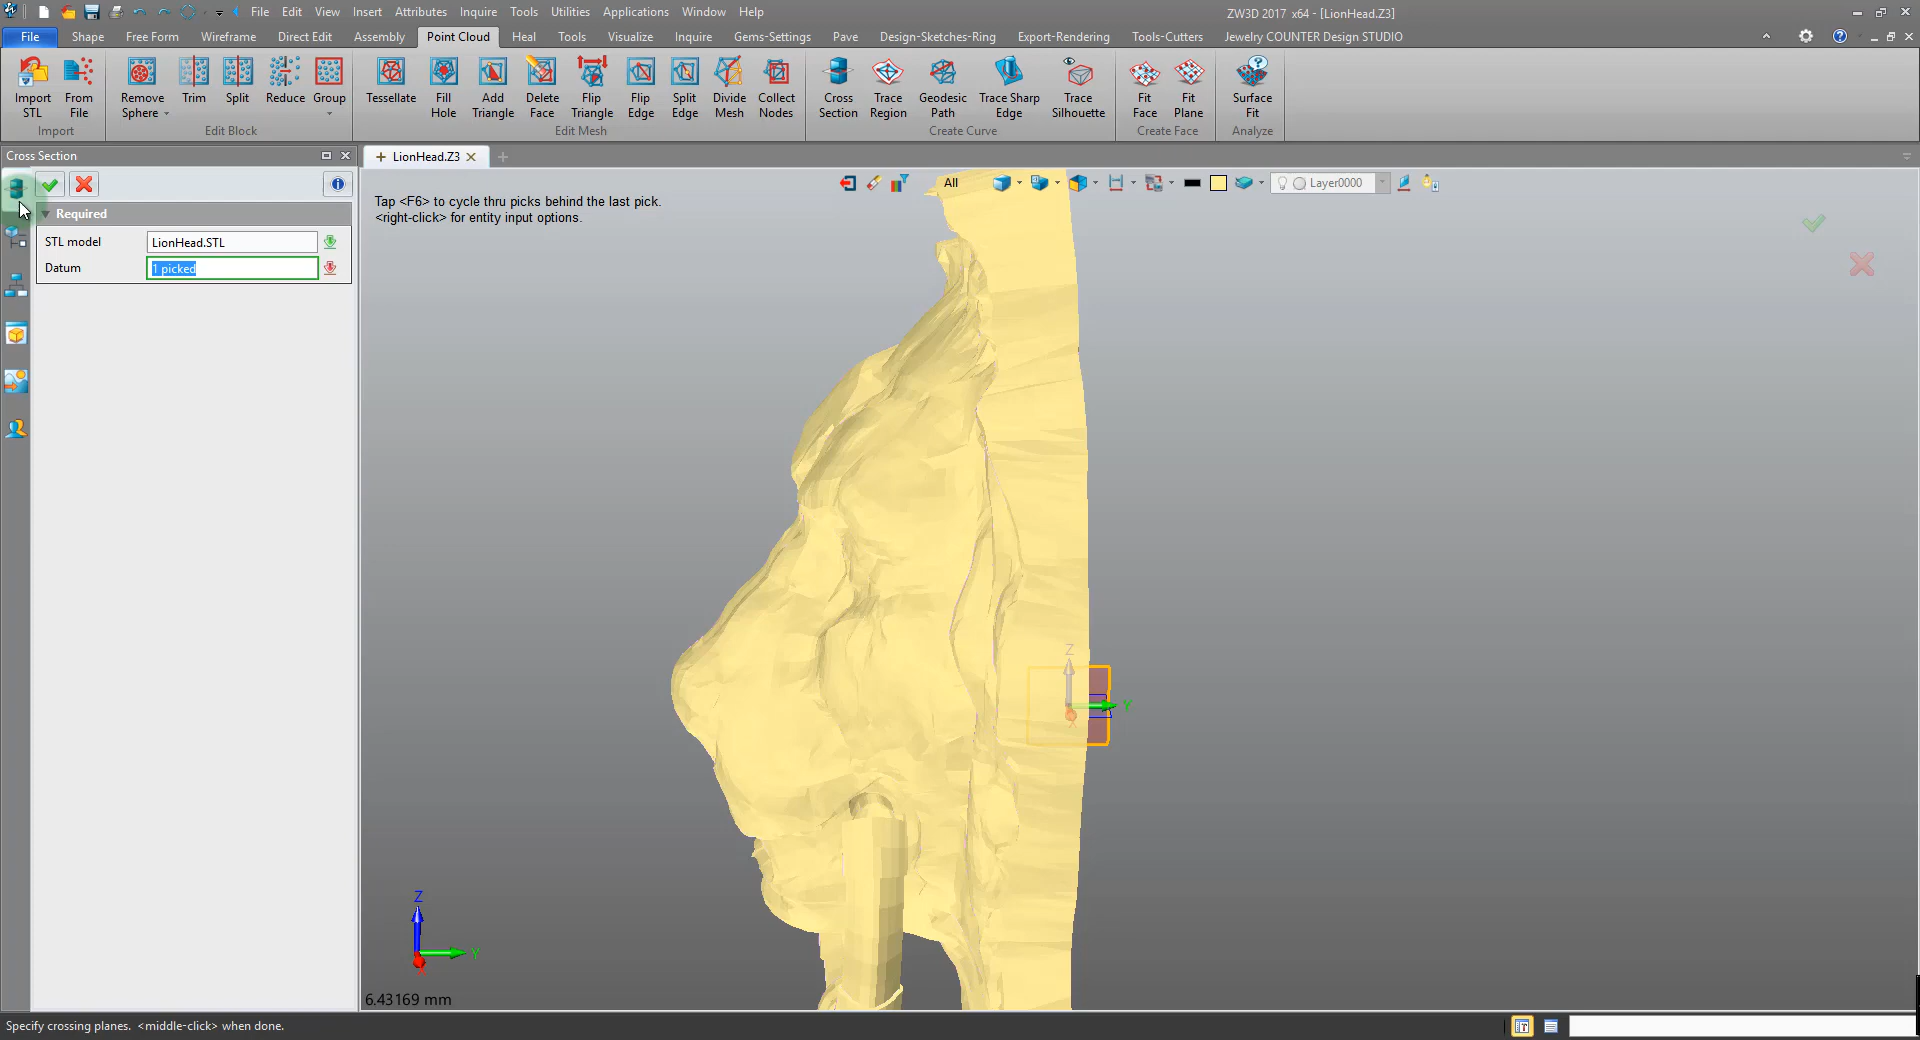 File Edit View Insert Attributes Inquire Tools Utilities Applications Window Help
ZW3D 2017 x64 - [LionHead.Z3]
File Shape Free Form Wireframe Direct Edit Assembly Point Cloud Heal Tools Visualize Inquire Gems-Settings Pave Design-Sketches-Ring Export-Rendering Tools-Cutters Jewelry COUNTER Design STUDIO
Import STL
From File
Remove Sphere
Trim
Split
Reduce
Group
Tessellate
Fill Hole
Add Triangle
Delete Face
Flip Triangle
Flip Edge
Split Edge
Divide Mesh
Collect Nodes
Cross Section
Trace Region
Geodesic Path
Trace Sharp Edge
Trace Silhouette
Fit Face
Fit Plane
Surface Fit
Import Edit Block Edit Mesh Create Curve Create Face Analyze
Cross Section
LionHead.Z3
All
Layer0000
Required
STL model LionHead.STL
Datum 1 picked
Tap <F6> to cycle thru picks behind the last pick.
<right-click> for entity input options.
Z
Y
X
Z
Y
X
6.43169 mm
Specify crossing planes. <middle-click> when done.